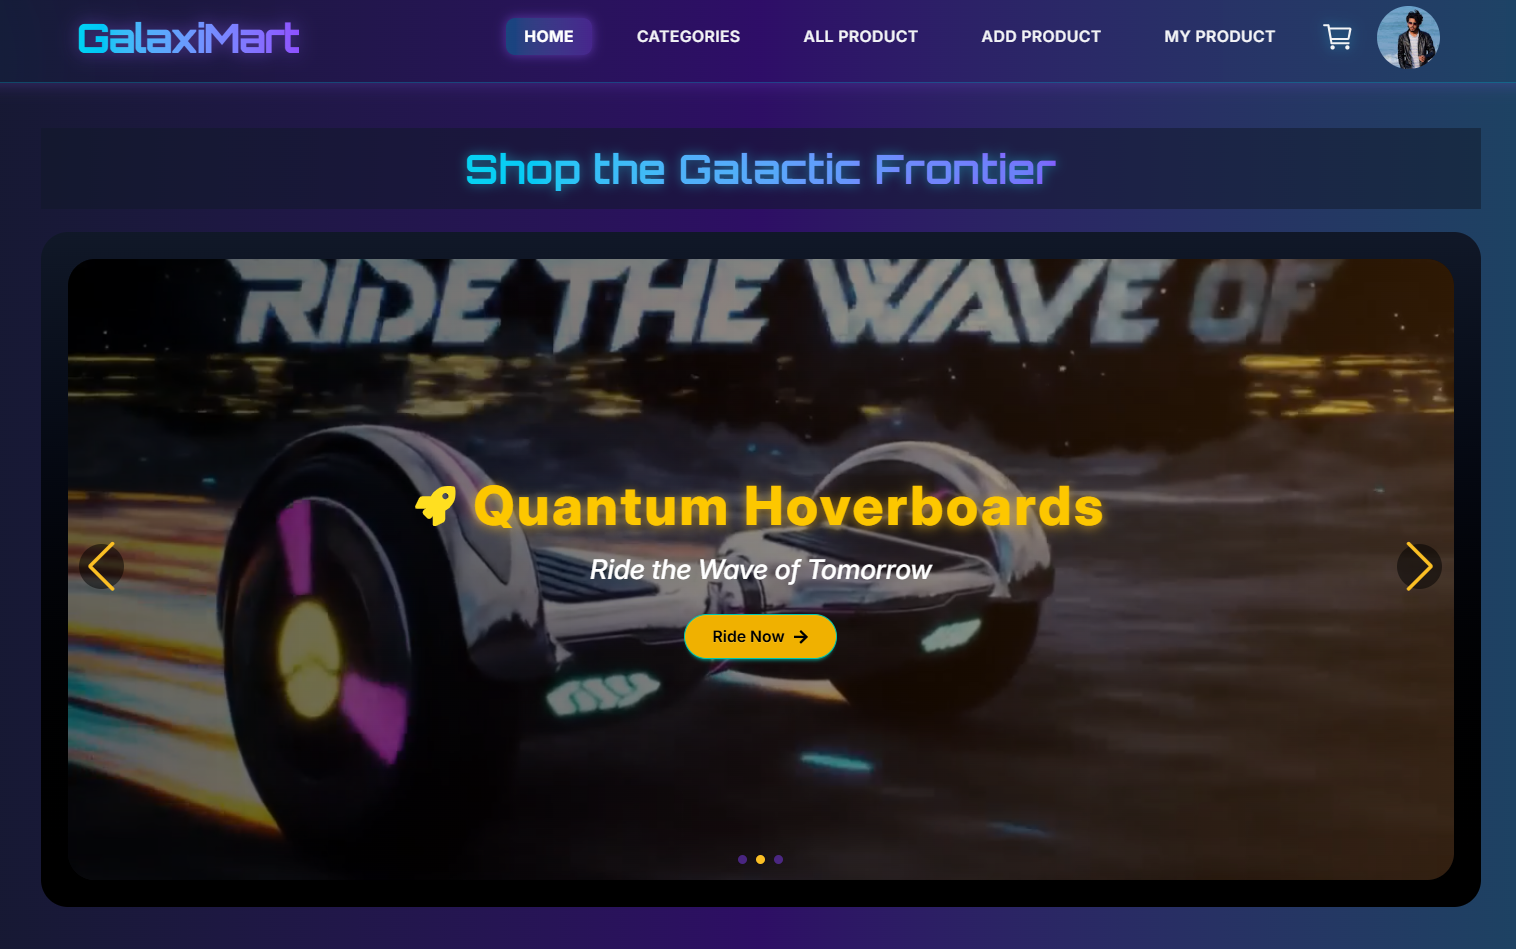 GalaxiMart
HOME
CATEGORIES
ALL PRODUCT
ADD PRODUCT
MY PRODUCT
Shop the Galactic Frontier
RIDE THE WAVE OF
Quantum Hoverboards
Ride the Wave of Tomorrow
Ride Now